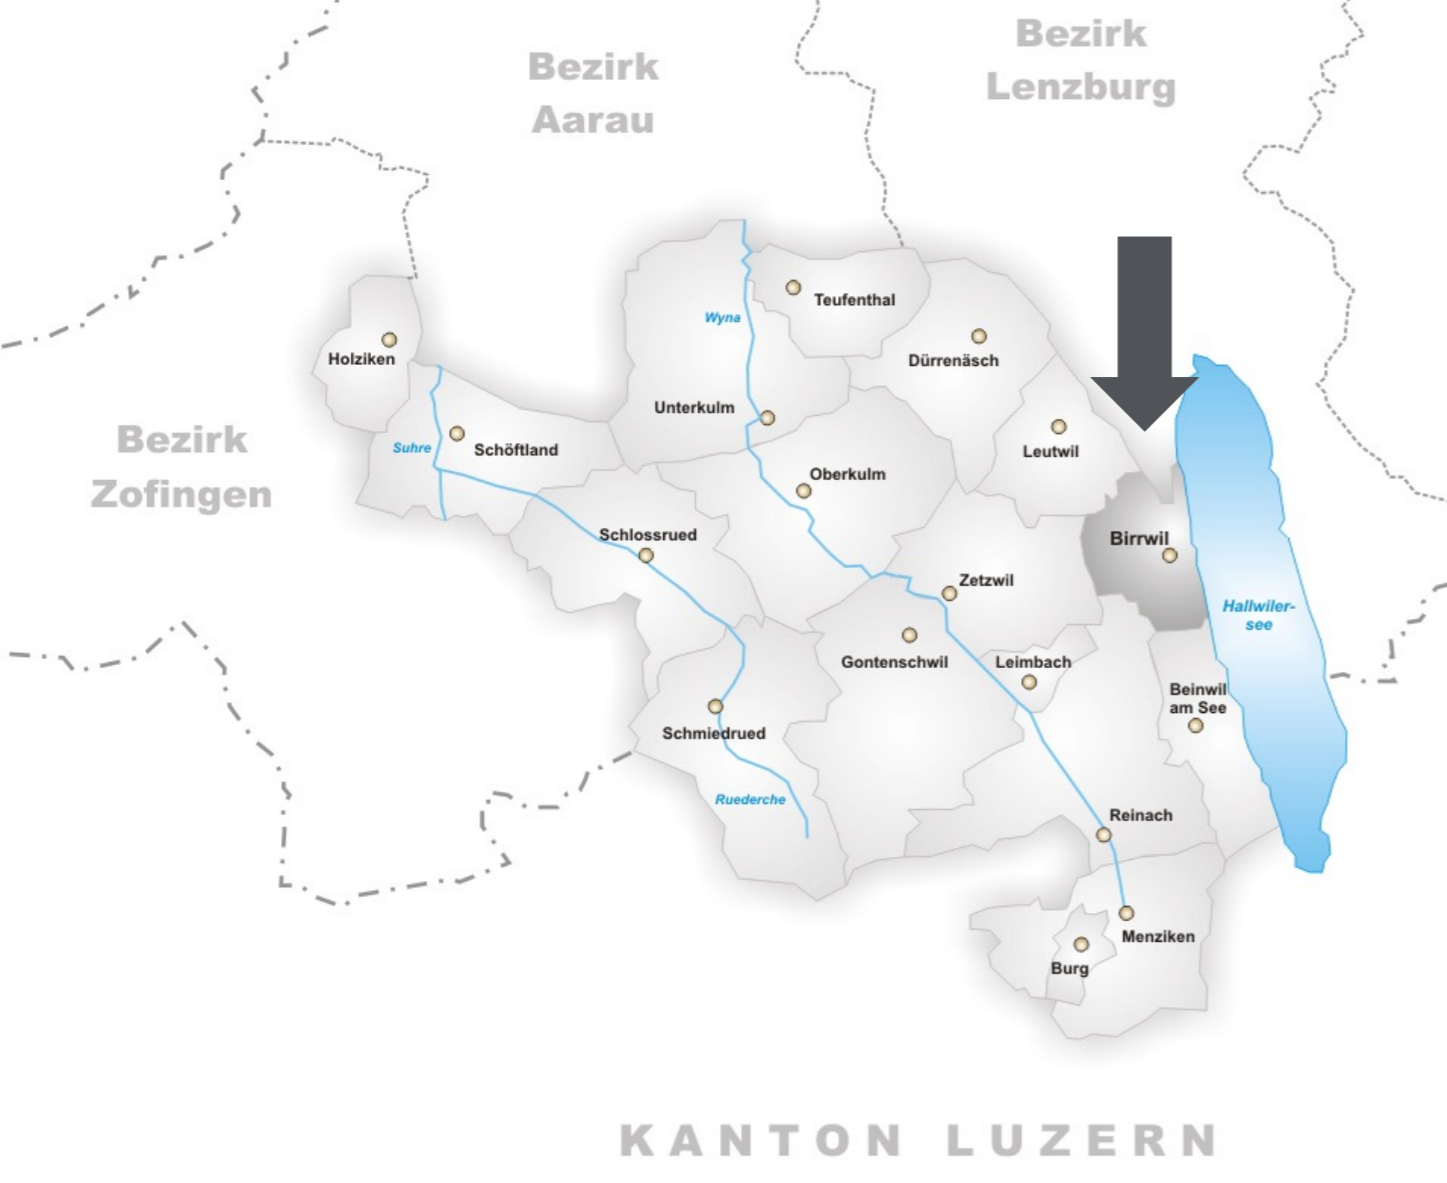 Bezirk
Lenzburg
Bezirk
Aarau
Teufenthal
Wyna
Holziken
Dürrenäsch
Unterkulm
Bezirk
Zofingen
Suhre
Schöftland
Leutwil
Oberkulm
Schlossrued
Birrwil
Zetzwil
Hallwiler-
see
Gontenschwil
Leimbach
Beinwil
am See
Schmiedrued
Ruederche
Reinach
Menziken
Burg
KANTON LUZERN